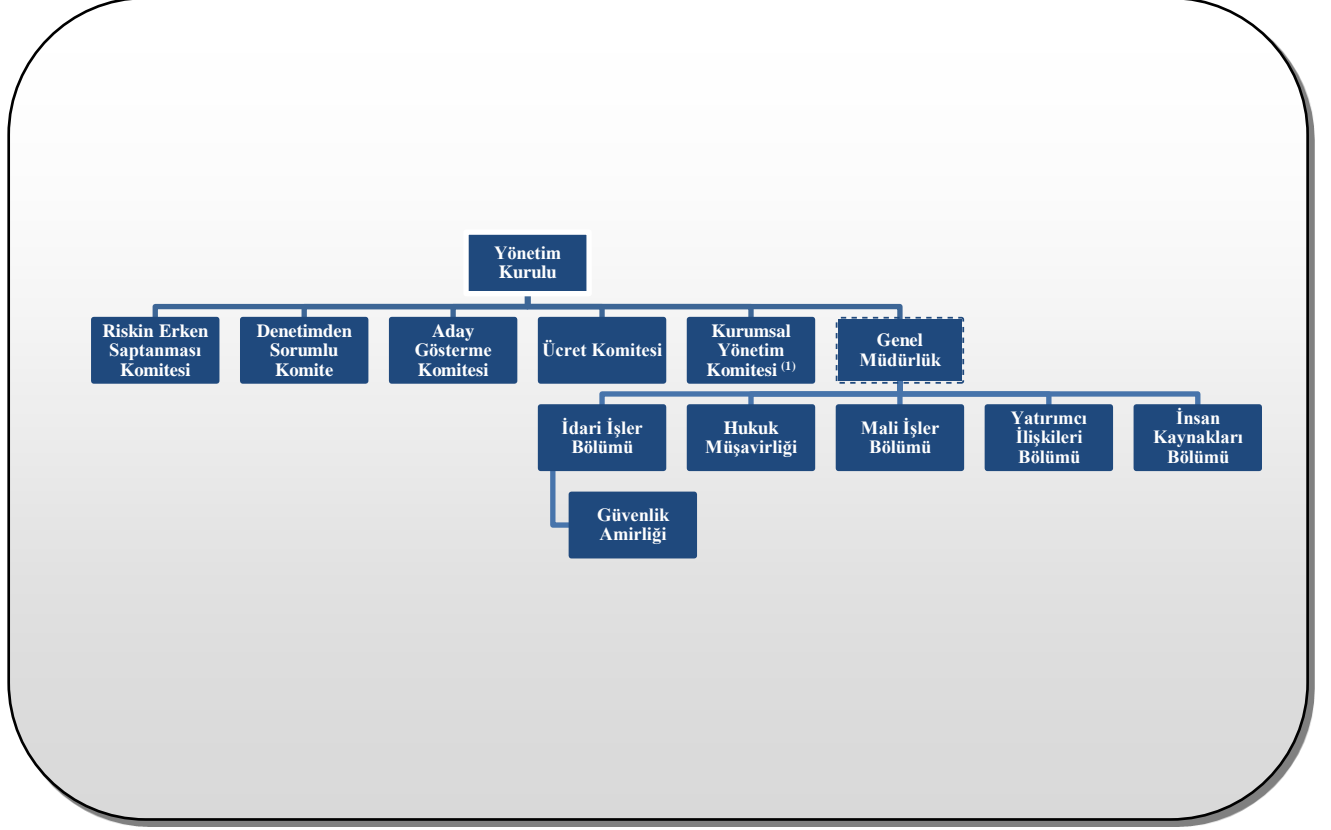 Yönetim
Kurulu
Riskin Erken
Saptanması
Komitesi
Denetimden
Sorumlu
Komite
Aday
Gösterme
Komitesi
Ücret Komitesi
Kurumsal
Yönetim
Komitesi (1)
Genel
Müdürlük
İdari İşler
Bölümü
Hukuk
Müşavirliği
Mali İşler
Bölümü
Yatırımcı
İlişkileri
Bölümü
İnsan
Kaynakları
Bölümü
Güvenlik
Amirliği